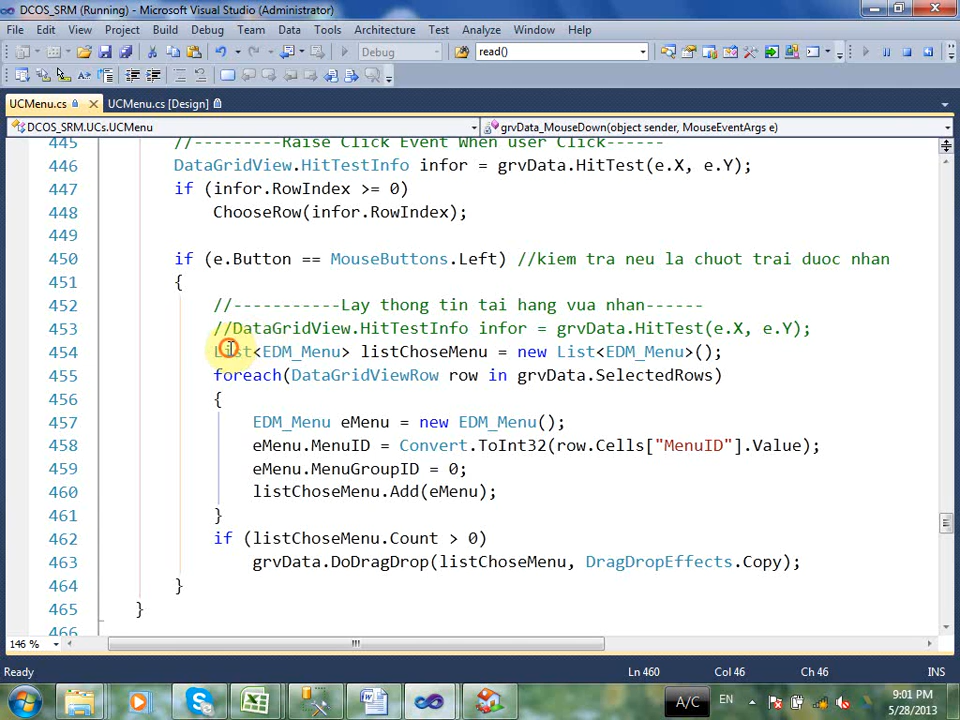 DCOS_SRM (Running) - Microsoft Visual Studio (Administrator)
File Edit View Project Build Debug Team Data Tools Architecture Test Analyze Window Help
Debug read()
UCMenu.cs UCMenu.cs [Design]
DCOS_SRM.UCs.UCMenu grvData_MouseDown(object sender, MouseEventArgs e)
445 //---------Raise Click Event When user Click------
446 DataGridView.HitTestInfo infor = grvData.HitTest(e.X, e.Y);
447 if (infor.RowIndex >= 0)
448 ChooseRow(infor.RowIndex);
449
450 if (e.Button == MouseButtons.Left) //kiem tra neu la chuot trai duoc nhan
451 {
452 //-----------Lay thong tin tai hang vua nhan------
453 //DataGridView.HitTestInfo infor = grvData.HitTest(e.X, e.Y);
454 List<EDM_Menu> listChoseMenu = new List<EDM_Menu>();
455 foreach(DataGridViewRow row in grvData.SelectedRows)
456 {
457 EDM_Menu eMenu = new EDM_Menu();
458 eMenu.MenuID = Convert.ToInt32(row.Cells["MenuID"].Value);
459 eMenu.MenuGroupID = 0;
460 listChoseMenu.Add(eMenu);
461 }
462 if (listChoseMenu.Count > 0)
463 grvData.DoDragDrop(listChoseMenu, DragDropEffects.Copy);
464 }
465 }
466
146 %
Ready Ln 460 Col 46 Ch 46 INS
A/C EN 9:01 PM
5/28/2013